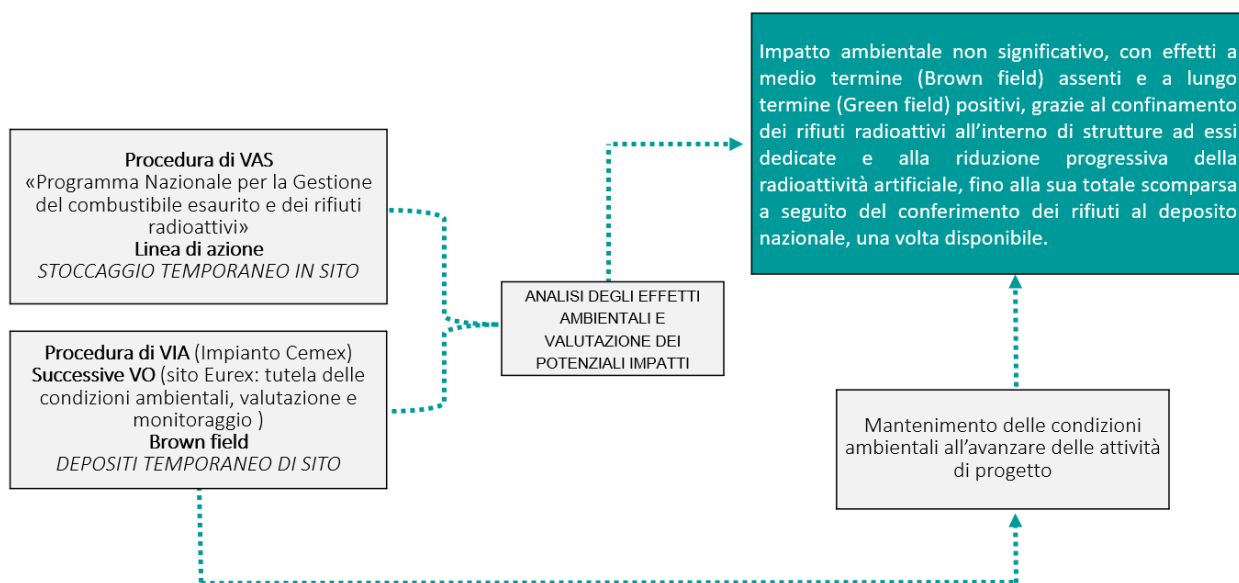 Procedura di VAS
«Programma Nazionale per la Gestione
del combustibile esaurito e dei rifiuti
radioattivi»
Linea di azione
STOCCAGGIO TEMPORANEO IN SITO
Procedura di VIA (Impianto Cemex)
Successive VO (sito Eurex: tutela delle
condizioni ambientali, valutazione e
monitoraggio )
Brown field
DEPOSITI TEMPORANEO DI SITO
ANALISI DEGLI EFFETTI
AMBIENTALI E
VALUTAZIONE DEI
POTENZIALI IMPATTI
Impatto ambientale non significativo, con effetti a
medio termine (Brown field) assenti e a lungo
termine (Green field) positivi, grazie al confinamento
dei rifiuti radioattivi all’interno di strutture ad essi
dedicate e alla riduzione progressiva della
radioattività artificiale, fino alla sua totale scomparsa
a seguito del conferimento dei rifiuti al deposito
nazionale, una volta disponibile.
Mantenimento delle condizioni
ambientali all’avanzare delle attività
di progetto